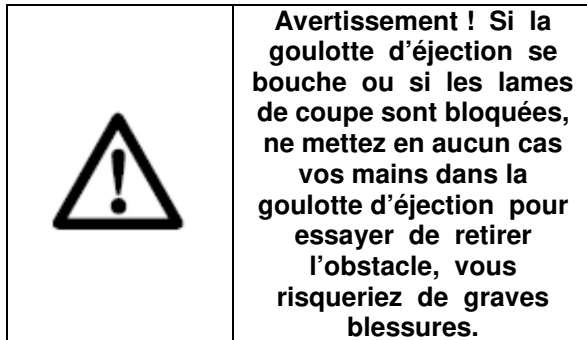 Avertissement ! Si la
goulotte d’éjection se
bouche ou si les lames
de coupe sont bloquées,
ne mettez en aucun cas
vos mains dans la
goulotte d’éjection pour
essayer de retirer
l’obstacle, vous
risqueriez de graves
blessures.